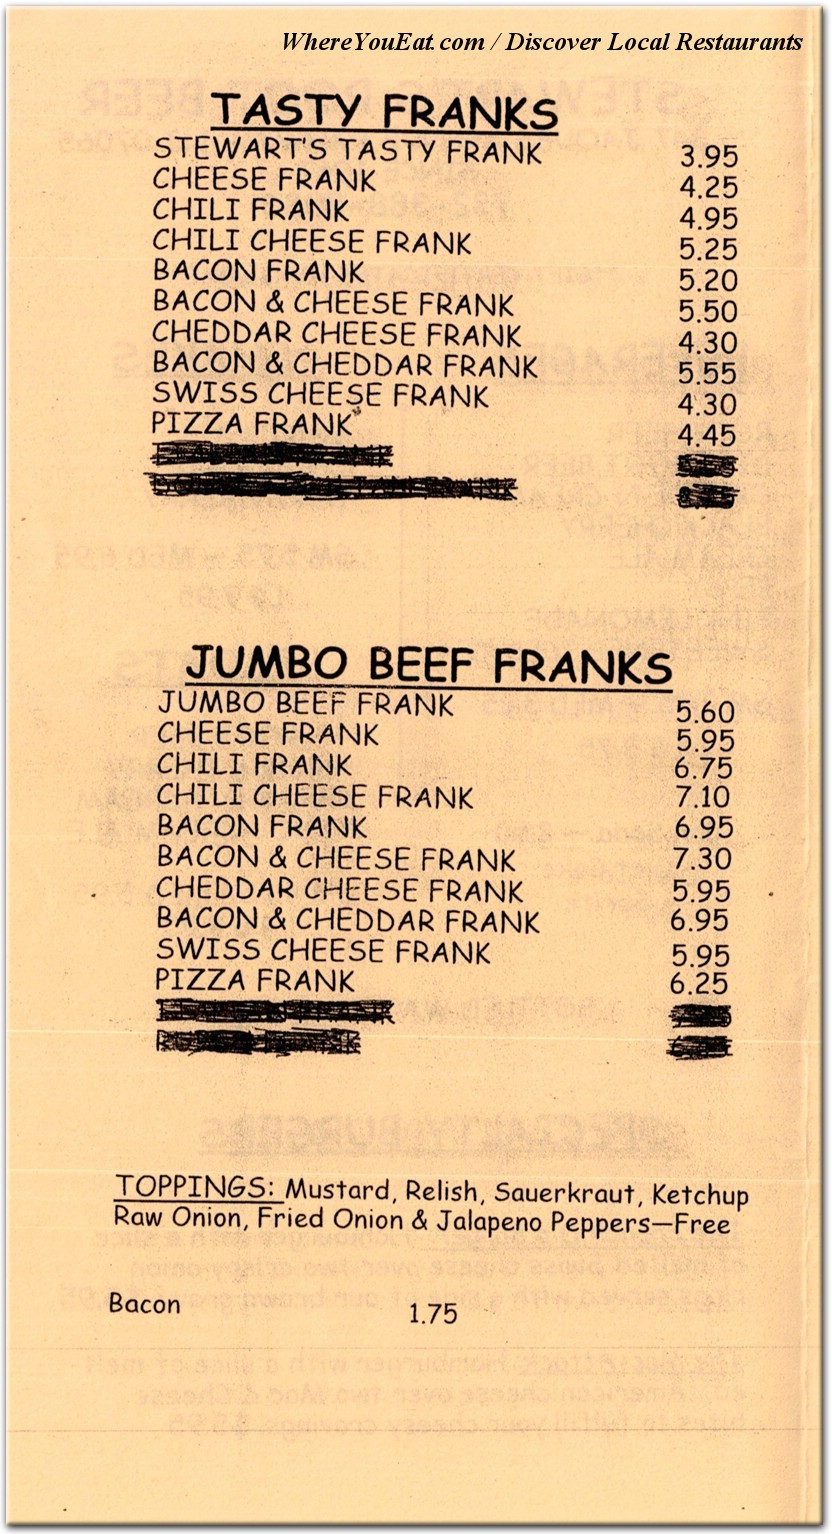 WhereYouEat.com / Discover Local Restaurants
TASTY FRANKS
STEWART'S TASTY FRANK 3.95
CHEESE FRANK 4.25
CHILI FRANK 4.95
CHILI CHEESE FRANK 5.25
BACON FRANK 5.20
BACON & CHEESE FRANK 5.50
CHEDDAR CHEESE FRANK 4.30
BACON & CHEDDAR FRANK 5.55
SWISS CHEESE FRANK 4.30
PIZZA FRANK 4.45
JUMBO BEEF FRANKS
JUMBO BEEF FRANK 5.60
CHEESE FRANK 5.95
CHILI FRANK 6.75
CHILI CHEESE FRANK 7.10
BACON FRANK 6.95
BACON & CHEESE FRANK 7.30
CHEDDAR CHEESE FRANK 5.95
BACON & CHEDDAR FRANK 6.95
SWISS CHEESE FRANK 5.95
PIZZA FRANK 6.25
TOPPINGS: Mustard, Relish, Sauerkraut, Ketchup
Raw Onion, Fried Onion & Jalapeno Peppers—Free
Bacon 1.75